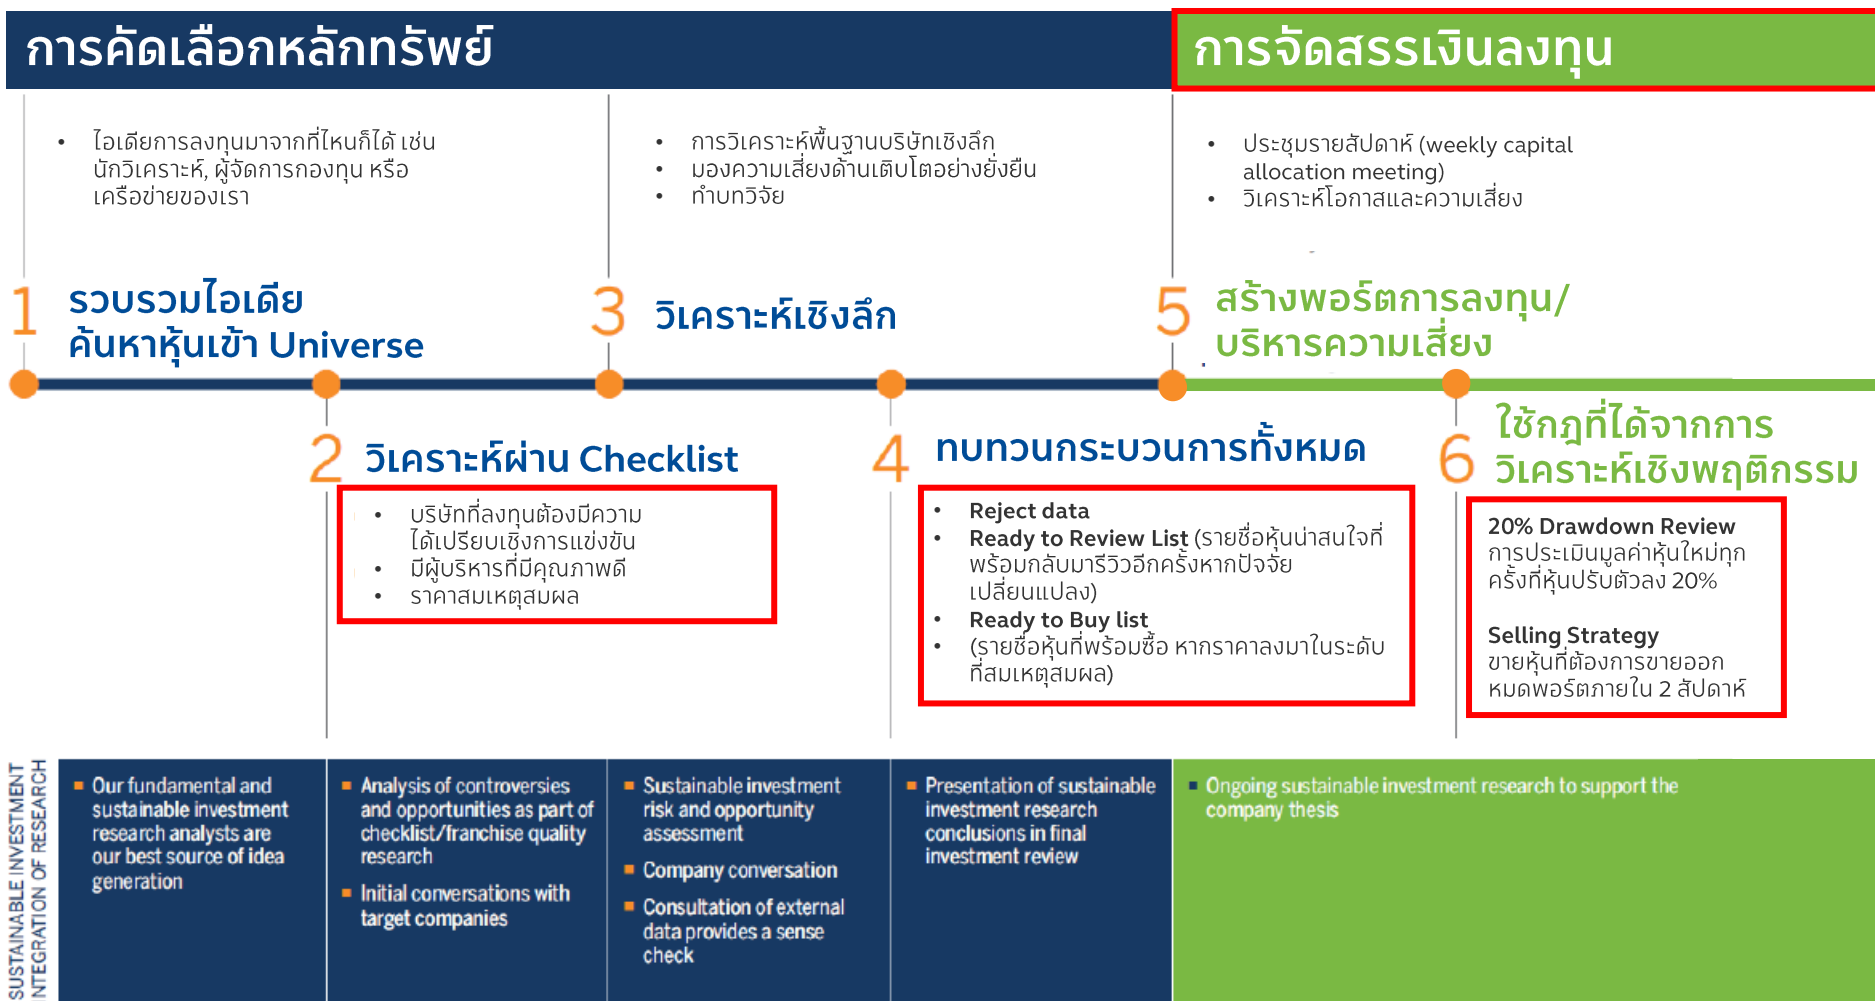 การคัดเลือกหลักทรัพย์
การจัดสรรเงินลงทุน
• ไอเดียการลงทุนมาจากที่ไหนก็ได้ เช่น
นักวิเคราะห์, ผู้จัดการกองทุน หรือ
เครือข่ายของเรา
• การวิเคราะห์พื้นฐานบริษัทเชิงลึก
• มองความเสี่ยงด้านเติบโตอย่างยั่งยืน
• ทำบทวิจัย
• ประชุมรายสัปดาห์ (weekly capital
allocation meeting)
• วิเคราะห์โอกาสและความเสี่ยง
1
รวบรวมไอเดีย
ค้นหาหุ้นเข้า Universe
3
วิเคราะห์เชิงลึก
5
สร้างพอร์ตการลงทุน/
บริหารความเสี่ยง
2
วิเคราะห์ผ่าน Checklist
• บริษัทที่ลงทุนต้องมีความ
ได้เปรียบเชิงการแข่งขัน
• มีผู้บริหารที่มีคุณภาพดี
• ราคาสมเหตุสมผล
4
ทบทวนกระบวนการทั้งหมด
• Reject data
• Ready to Review List (รายชื่อหุ้นน่าสนใจที่
พร้อมกลับมารีวิวอีกครั้งหากปัจจัย
เปลี่ยนแปลง)
• Ready to Buy list
• (รายชื่อหุ้นที่พร้อมซื้อ หากราคาลงมาในระดับ
ที่สมเหตุสมผล)
6
ใช้กฎที่ได้จากการ
วิเคราะห์เชิงพฤติกรรม
20% Drawdown Review
การประเมินมูลค่าหุ้นใหม่ทุก
ครั้งที่หุ้นปรับตัวลง 20%
Selling Strategy
ขายหุ้นที่ต้องการขายออก
หมดพอร์ตภายใน 2 สัปดาห์
SUSTAINABLE INVESTMENT
INTEGRATION OF RESEARCH
Our fundamental and
sustainable investment
research analysts are
our best source of idea
generation
Analysis of controversies
and opportunities as part of
checklist/franchise quality
research
Initial conversations with
target companies
Sustainable investment
risk and opportunity
assessment
Company conversation
Consultation of external
data provides a sense
check
Presentation of sustainable
investment research
conclusions in final
investment review
Ongoing sustainable investment research to support the
company thesis